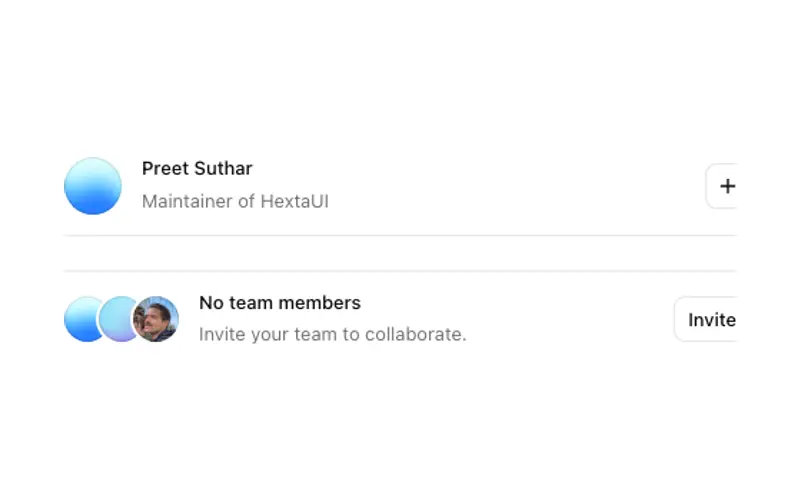 Preet Suthar
Maintainer of HextaUI
+
No team members
Invite your team to collaborate.
Invite